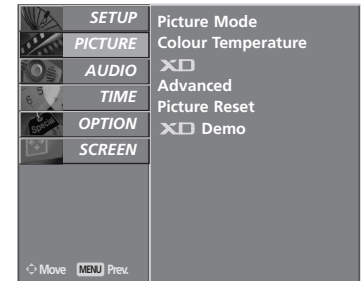 SETUP
PICTURE
AUDIO
TIME
OPTION
SCREEN
Move MENU Prev.
Picture Mode
Colour Temperature
XD
Advanced
Picture Reset
XD Demo